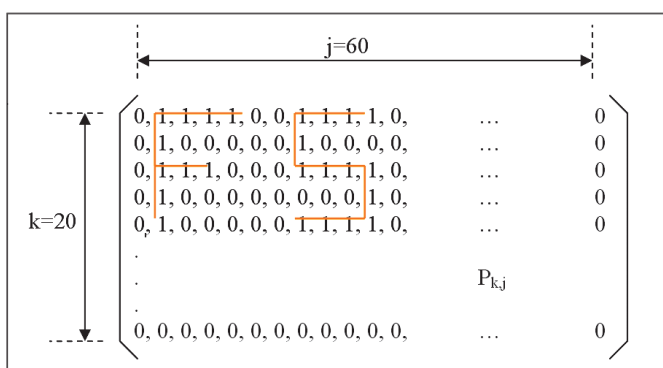 j=60
0, 1, 1, 1, 1, 0, 0, 1, 1, 1, 1, 0, ... 0
0, 1, 0, 0, 0, 0, 0, 1, 0, 0, 0, 0, ... 0
0, 1, 1, 1, 0, 0, 0, 1, 1, 1, 1, 0, ... 0
0, 1, 0, 0, 0, 0, 0, 0, 0, 0, 1, 0, ... 0
k=20
0, 1, 0, 0, 0, 0, 0, 1, 1, 1, 1, 0, ... 0
.
. Pk,j
.
0, 0, 0, 0, 0, 0, 0, 0, 0, 0, 0, 0, ... 0